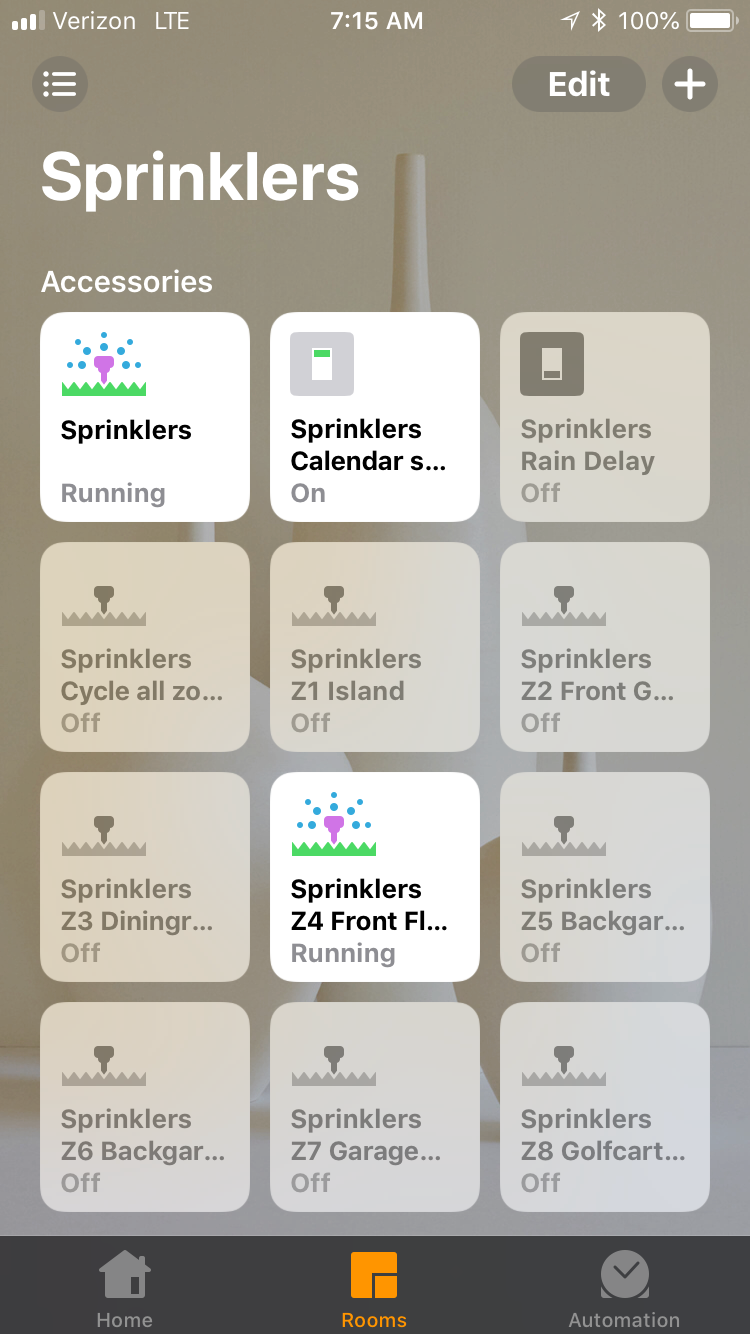 Verizon LTE 7:15 AM 100%
Edit
Sprinklers
Accessories
Sprinklers
Running
Sprinklers
Calendar s...
On
Sprinklers
Rain Delay
Off
Sprinklers
Cycle all zo...
Off
Sprinklers
Z1 Island
Off
Sprinklers
Z2 Front G...
Off
Sprinklers
Z3 Diningr...
Off
Sprinklers
Z4 Front Fl...
Running
Sprinklers
Z5 Backgar...
Off
Sprinklers
Z6 Backgar...
Off
Sprinklers
Z7 Garage...
Off
Sprinklers
Z8 Golfcart...
Off
Home
Rooms
Automation